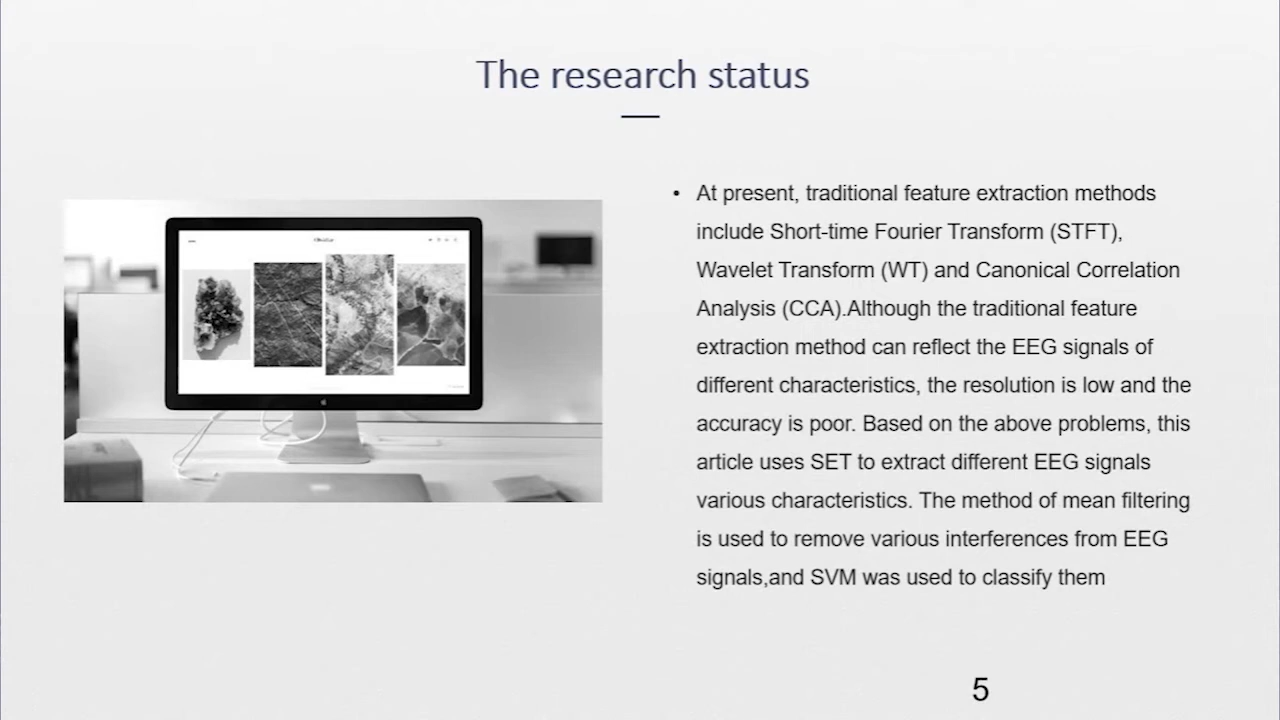 The research status
• At present, traditional feature extraction methods
include Short-time Fourier Transform (STFT),
Wavelet Transform (WT) and Canonical Correlation
Analysis (CCA).Although the traditional feature
extraction method can reflect the EEG signals of
different characteristics, the resolution is low and the
accuracy is poor. Based on the above problems, this
article uses SET to extract different EEG signals
various characteristics. The method of mean filtering
is used to remove various interferences from EEG
signals,and SVM was used to classify them
5